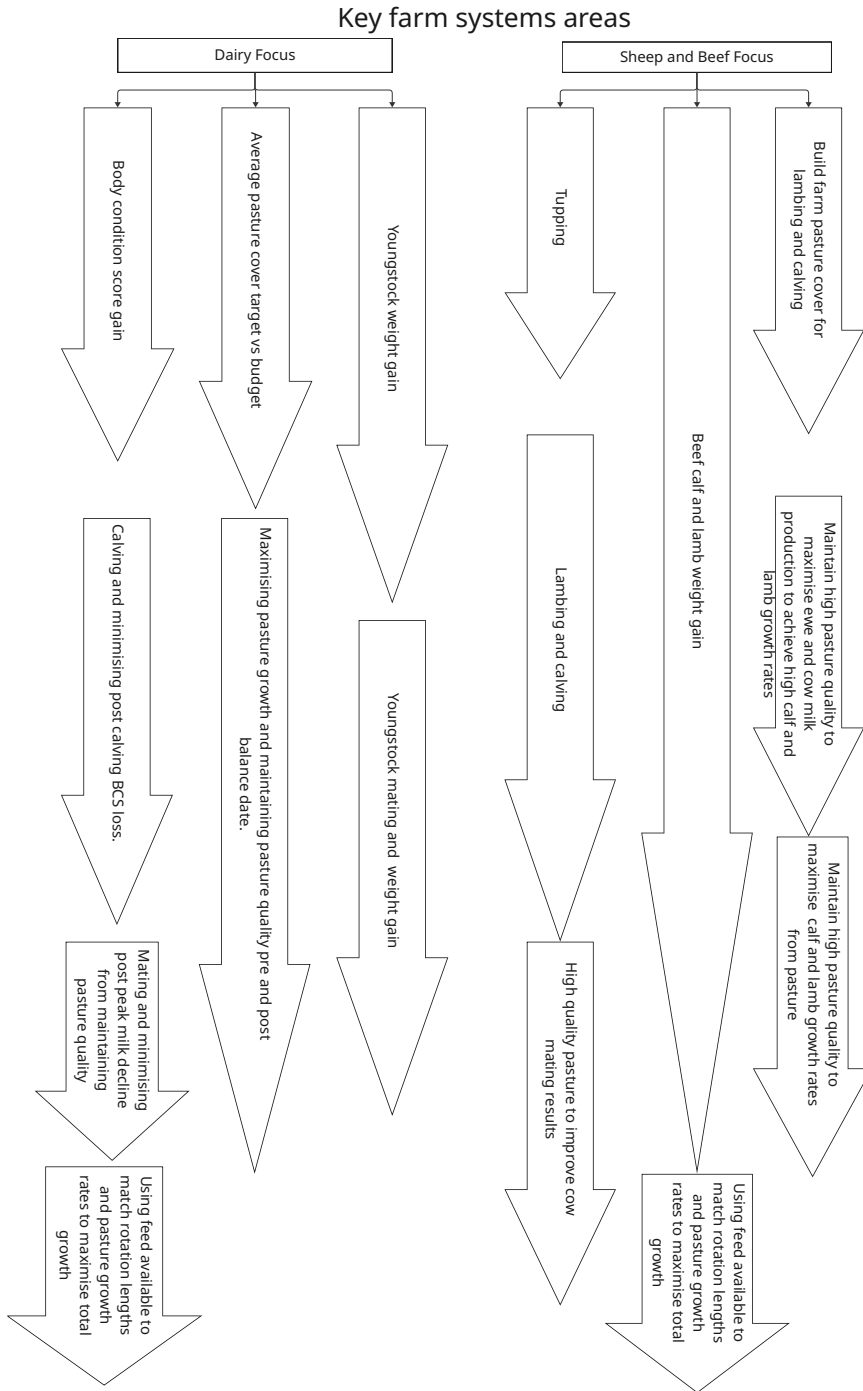 Key farm systems areas
Dairy Focus
Sheep and Beef Focus
Body condition score gain
Average pasture cover target vs budget
Youngstock weight gain
Tupping
Beef calf and lamb weight gain
Build farm pasture cover for
lambing and calving
Calving and minimising post calving BCS loss.
Maximising pasture growth and maintaining pasture quality pre and post
balance date.
Youngstock mating and weight gain
Lambing and calving
Maintain high pasture quality to
maximise ewe and cow milk
production to achieve high calf and
lamb growth rates
Mating and minimising
post peak milk decline
from maintaining
pasture quality
High quality pasture to improve cow
mating results
Maintain high pasture quality to
maximise calf and lamb growth rates
from pasture
Using feed available to
match rotation lengths
and pasture growth
rates to maximise total
growth
Using feed available to
match rotation lengths
and pasture growth
rates to maximise total
growth